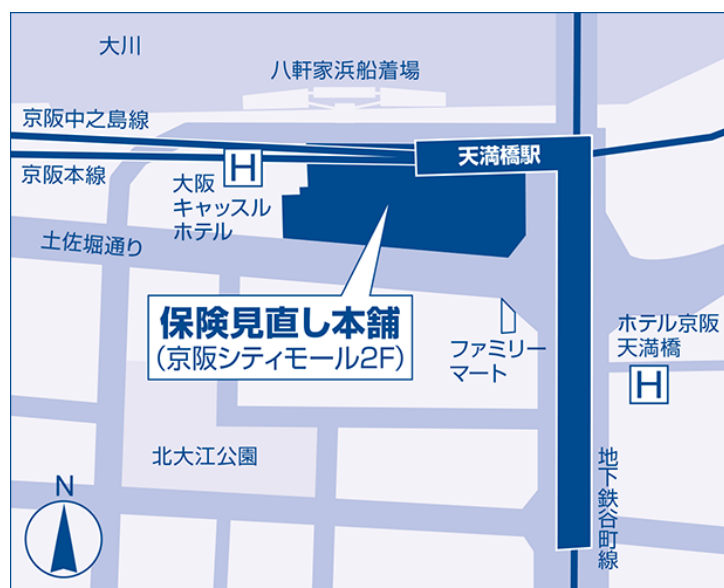 大川
八軒家浜船着場
京阪中之島線
天満橋駅
京阪本線
H
大阪
キャッスル
ホテル
土佐堀通り
保険見直し本舗
(京阪シティモール2F)
ファミリー
マート
ホテル京阪
天満橋
H
北大江公園
地下鉄谷町線
N